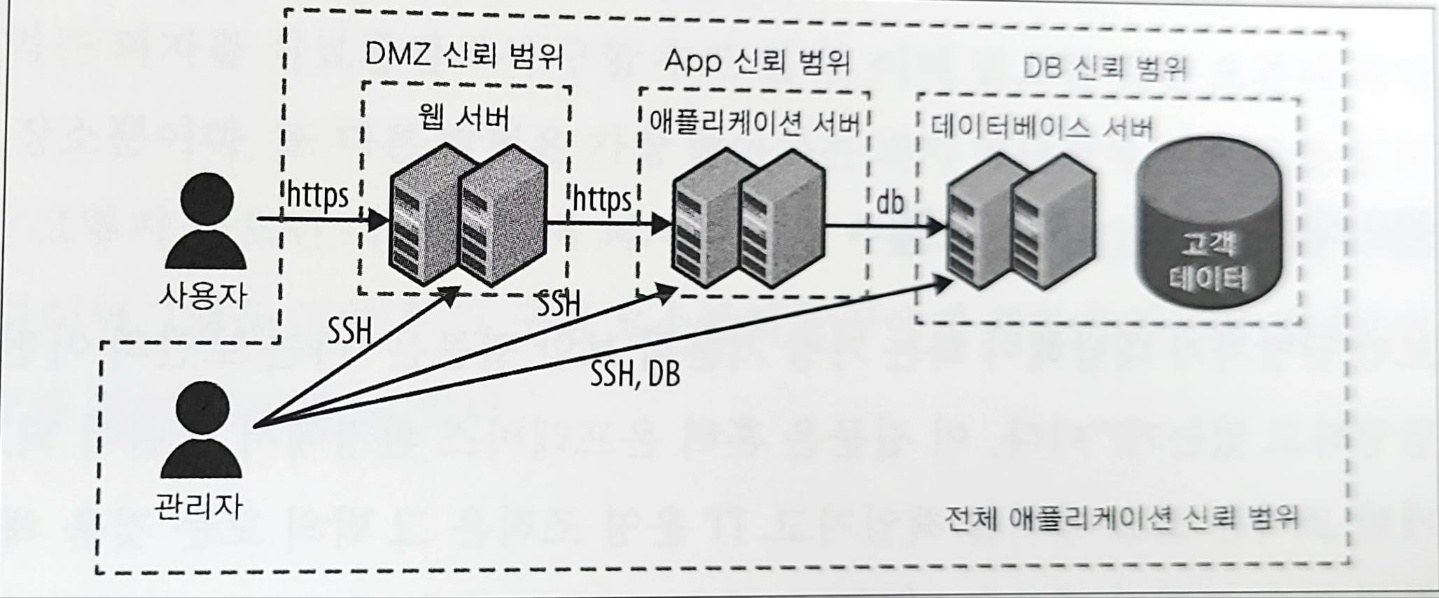 DMZ 신뢰 범위
App 신뢰 범위
DB 신뢰 범위
웹 서버
애플리케이션 서버
데이터베이스 서버
https
https
db
고객
데이터
사용자
SSH
SSH
SSH, DB
관리자
전체 애플리케이션 신뢰 범위